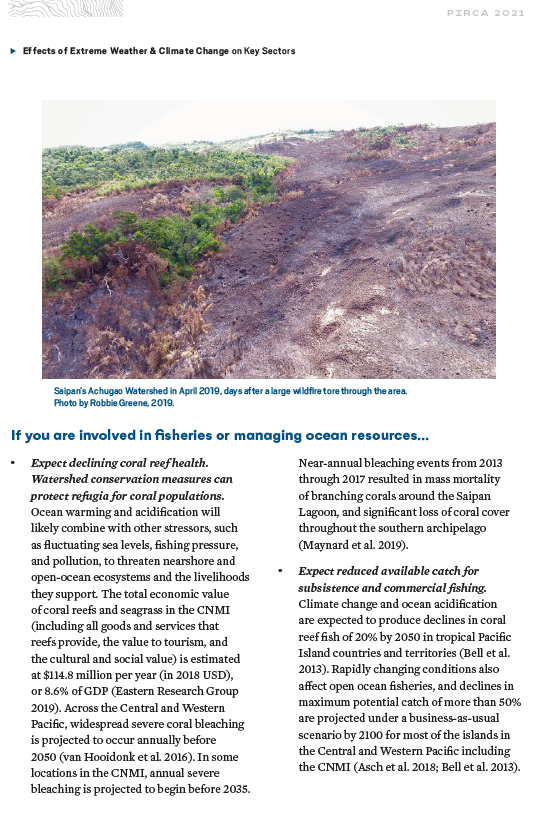 PIRCA 2021
▶ Effects of Extreme Weather & Climate Change on Key Sectors
Saipan's Achugao Watershed in April 2019, days after a large wildfire tore through the area.
Photo by Robbie Greene, 2019.
If you are involved in fisheries or managing ocean resources...
• Expect declining coral reef health.
Watershed conservation measures can
protect refugia for coral populations.
Ocean warming and acidification will
likely combine with other stressors, such
as fluctuating sea levels, fishing pressure,
and pollution, to threaten nearshore and
open-ocean ecosystems and the livelihoods
they support. The total economic value
of coral reefs and seagrass in the CNMI
(including all goods and services that
reefs provide, the value to tourism, and
the cultural and social value) is estimated
at $114.8 million per year (in 2018 USD),
or 8.6% of GDP (Eastern Research Group
2019). Across the Central and Western
Pacific, widespread severe coral bleaching
is projected to occur annually before
2050 (van Hooidonk et al. 2016). In some
locations in the CNMI, annual severe
bleaching is projected to begin before 2035.
Near-annual bleaching events from 2013
through 2017 resulted in mass mortality
of branching corals around the Saipan
Lagoon, and significant loss of coral cover
throughout the southern archipelago
(Maynard et al. 2019).
• Expect reduced available catch for
subsistence and commercial fishing.
Climate change and ocean acidification
are expected to produce declines in coral
reef fish of 20% by 2050 in tropical Pacific
Island countries and territories (Bell et al.
2013). Rapidly changing conditions also
affect open ocean fisheries, and declines in
maximum potential catch of more than 50%
are projected under a business-as-usual
scenario by 2100 for most of the islands in
the Central and Western Pacific including
the CNMI (Asch et al. 2018; Bell et al. 2013).